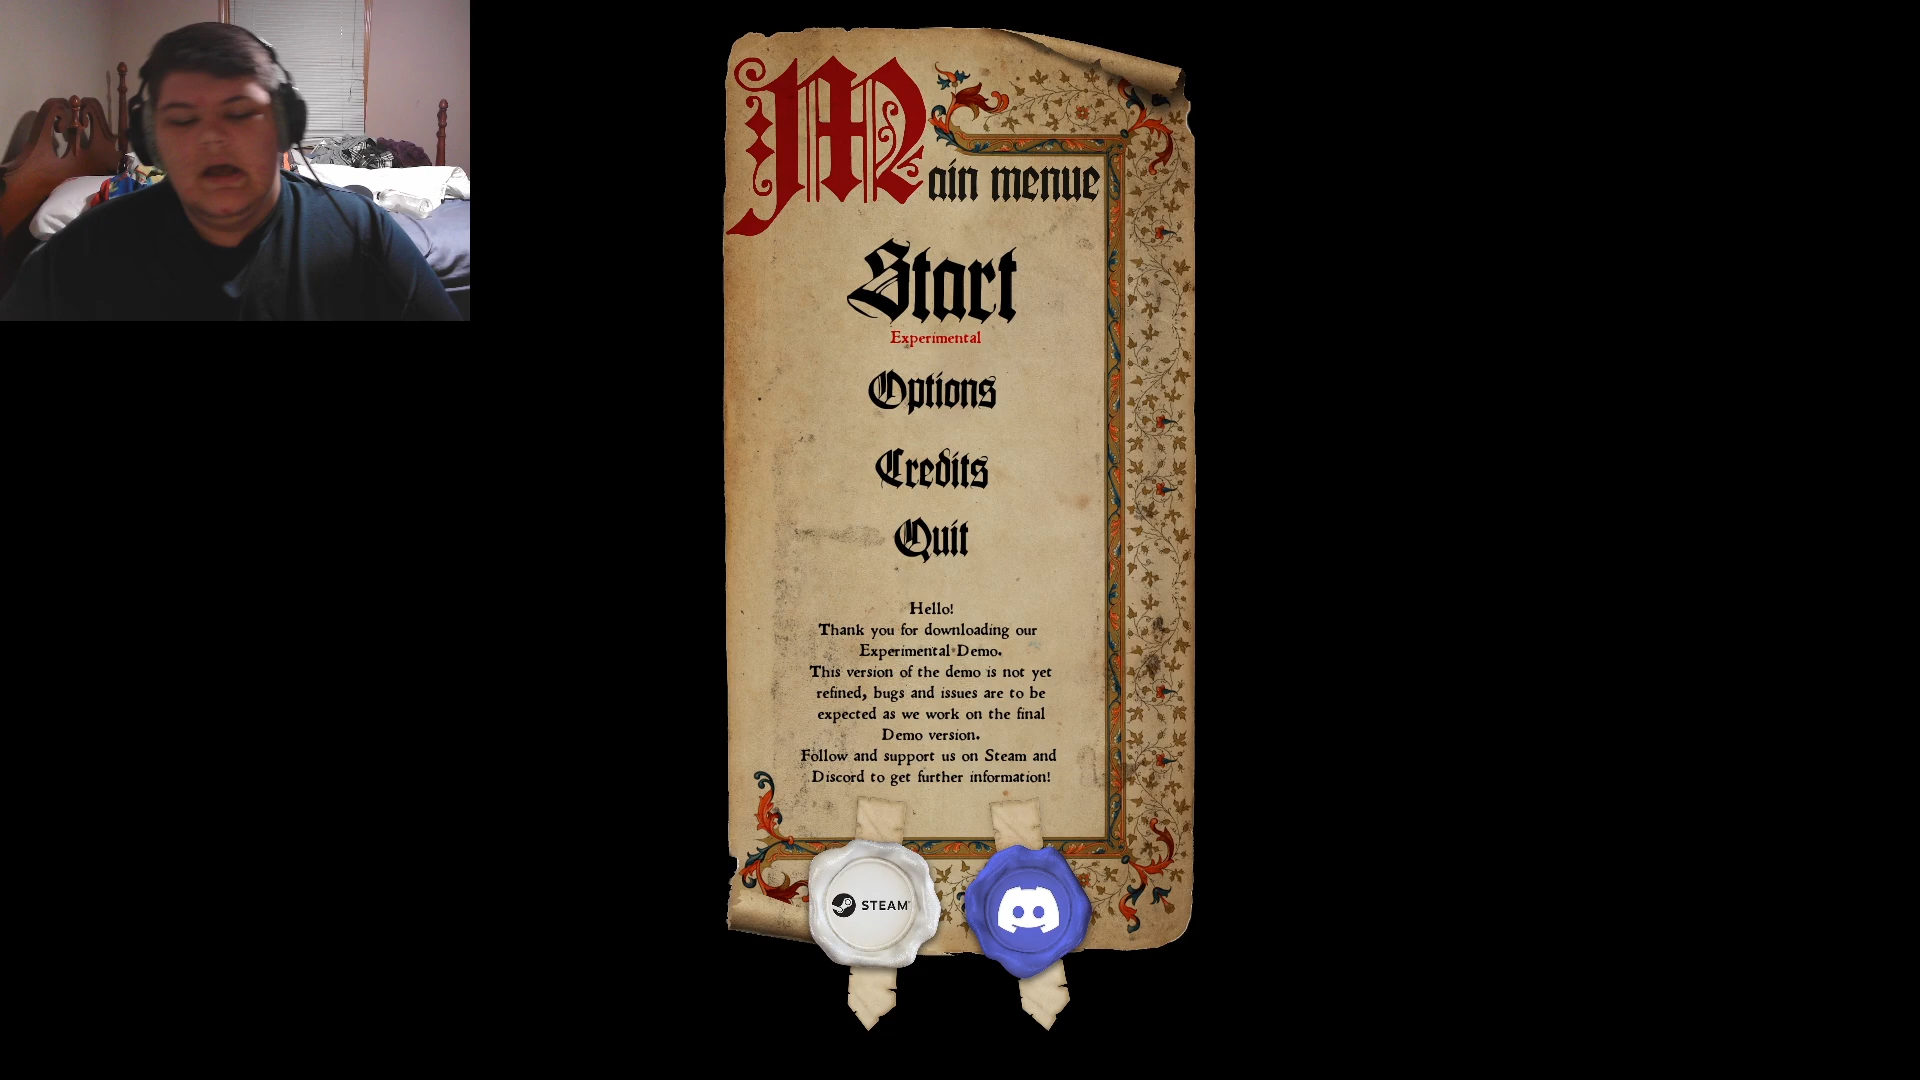 Main menue
Start
Experimental
Options
Credits
Quit
Hello!
Thank you for downloading our
Experimental Demo.
This version of the demo is not yet
refined, bugs and issues are to be
expected as we work on the final
Demo version.
Follow and support us on Steam and
Discord to get further information!
STEAM